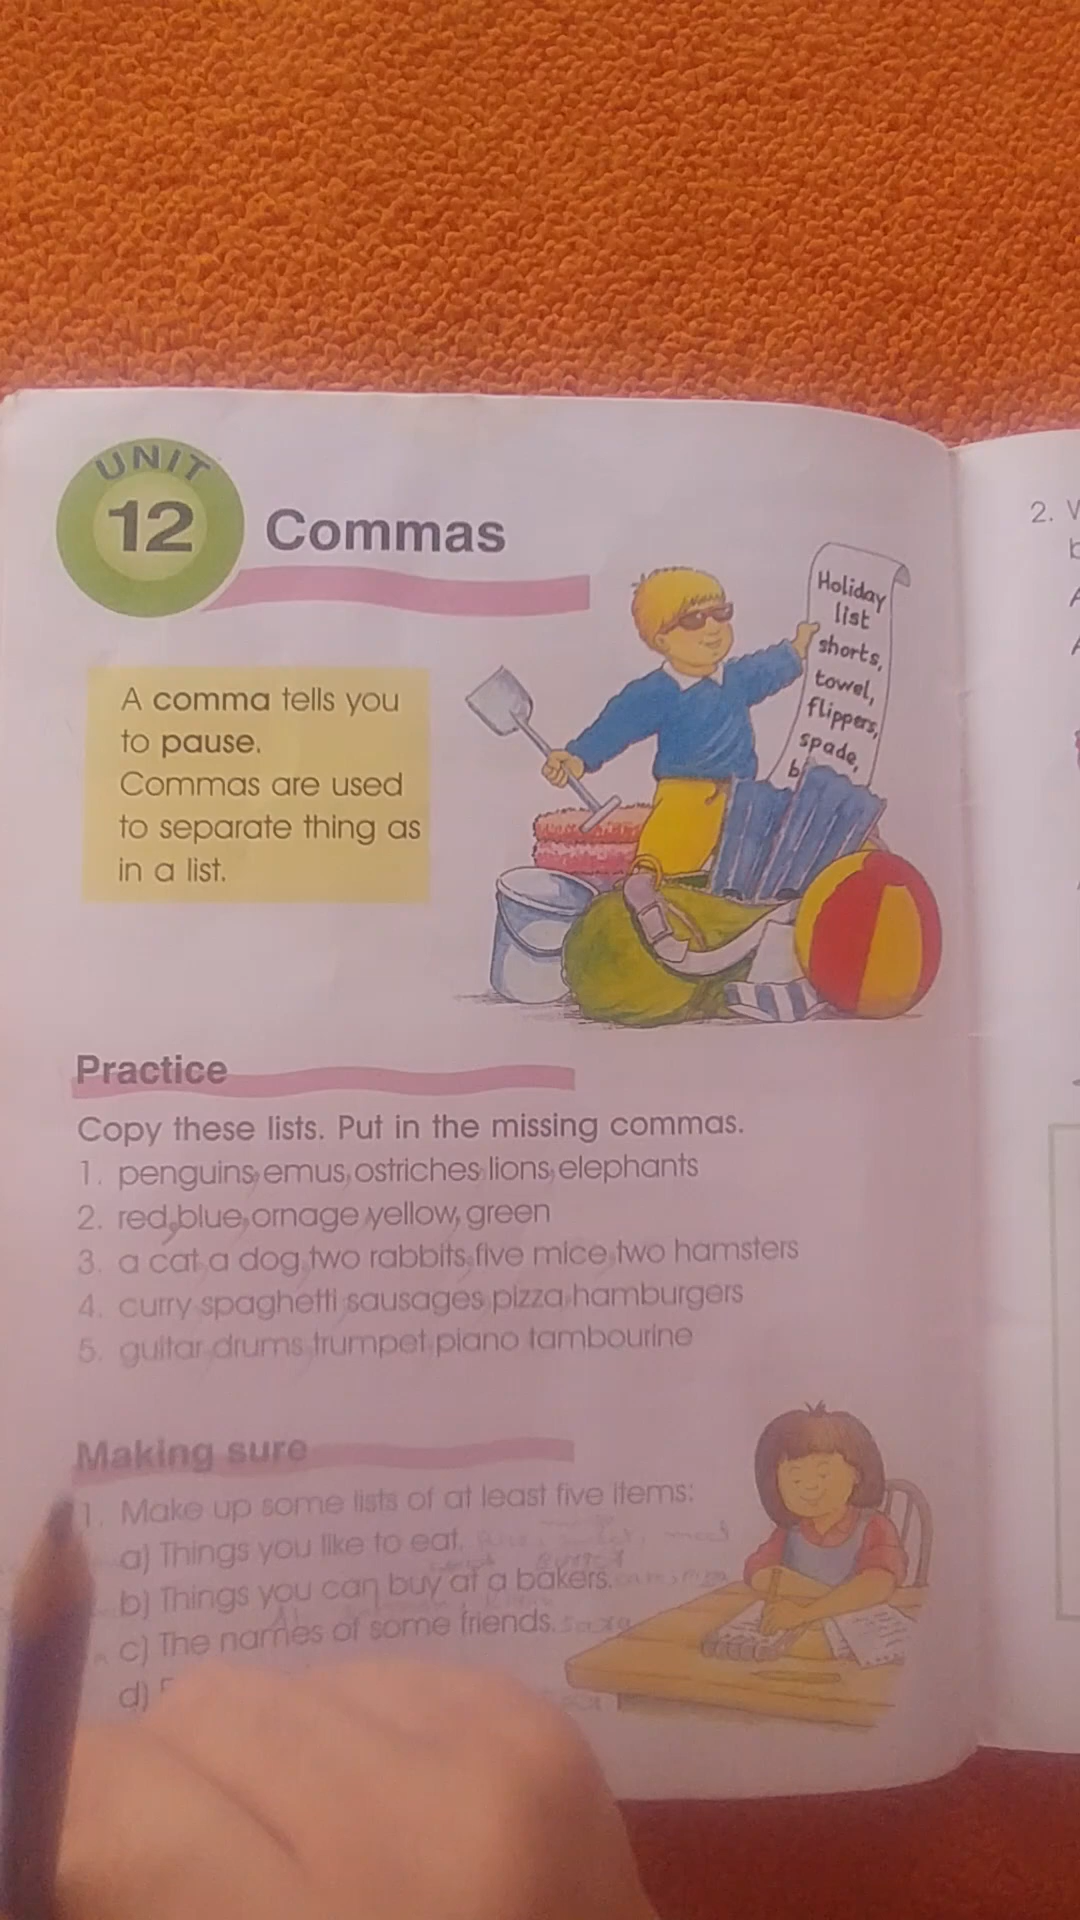 UNIT
12 Commas
Holiday
list
shorts,
towel,
flippers,
spade,
b
A comma tells you
to pause.
Commas are used
to separate thing as
in a list.
Practice
Copy these lists. Put in the missing commas.
1. penguins, emus, ostriches lions, elephants
2. red, blue, ornage yellow, green
3. a cat a dog two rabbits, five mice, two hamsters
4. curry spaghetti sausages, pizza, hamburgers
5. guitar drums, trumpet piano tambourine
Making sure
1. Make up some lists of at least five items:
a) Things you like to eat.
b) Things you can buy at a bakers.
c) The names of some friends.
d)
2.